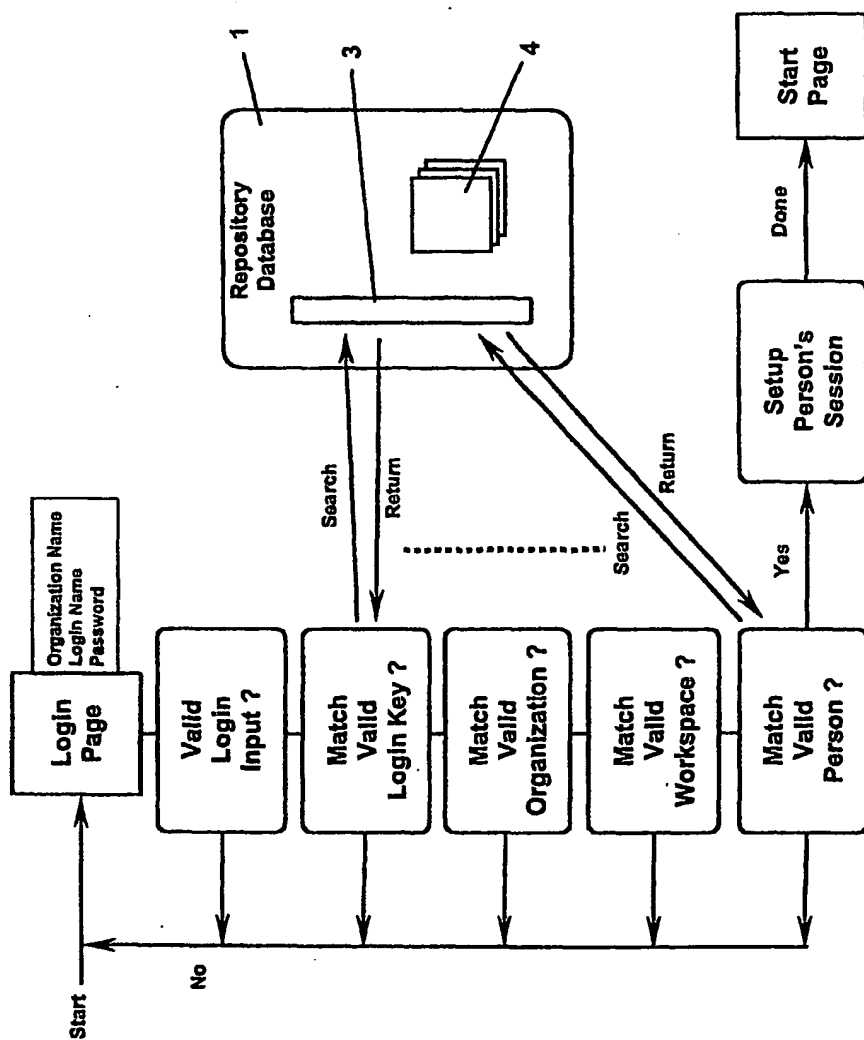 Start
No
Login
Page
Organization Name
Login Name
Password
Valid
Login
Input ?
Match
Valid
Login Key ?
Match
Valid
Organization ?
Match
Valid
Workspace ?
Match
Valid
Person ?
Search
Return
Search
Return
Repository
Database
1
3
4
Yes
Setup
Person's
Session
Done
Start
Page